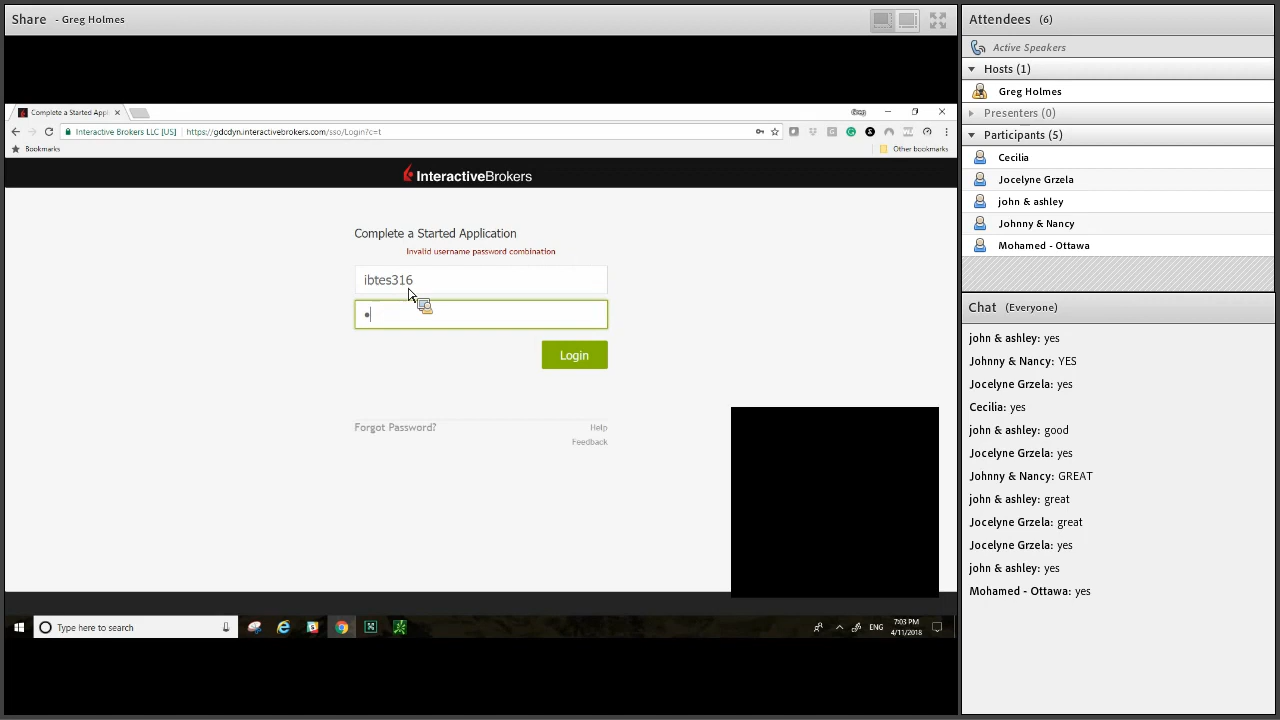 Share - Greg Holmes
Complete a Started Appl
Greg
Interactive Brokers LLC [US] https://gdcdyn.interactivebrokers.com/sso/Login?c=t
Bookmarks
Other bookmarks
InteractiveBrokers
Complete a Started Application
Invalid username password combination
ibtes316
Login
Forgot Password?
Help
Feedback
Type here to search
ENG
7:03 PM
4/11/2018
Attendees (6)
Active Speakers
Hosts (1)
Greg Holmes
Presenters (0)
Participants (5)
Cecilia
Jocelyne Grzela
john & ashley
Johnny & Nancy
Mohamed - Ottawa
Chat (Everyone)
john & ashley: yes
Johnny & Nancy: YES
Jocelyne Grzela: yes
Cecilia: yes
john & ashley: good
Jocelyne Grzela: yes
Johnny & Nancy: GREAT
john & ashley: great
Jocelyne Grzela: great
Jocelyne Grzela: yes
john & ashley: yes
Mohamed - Ottawa: yes